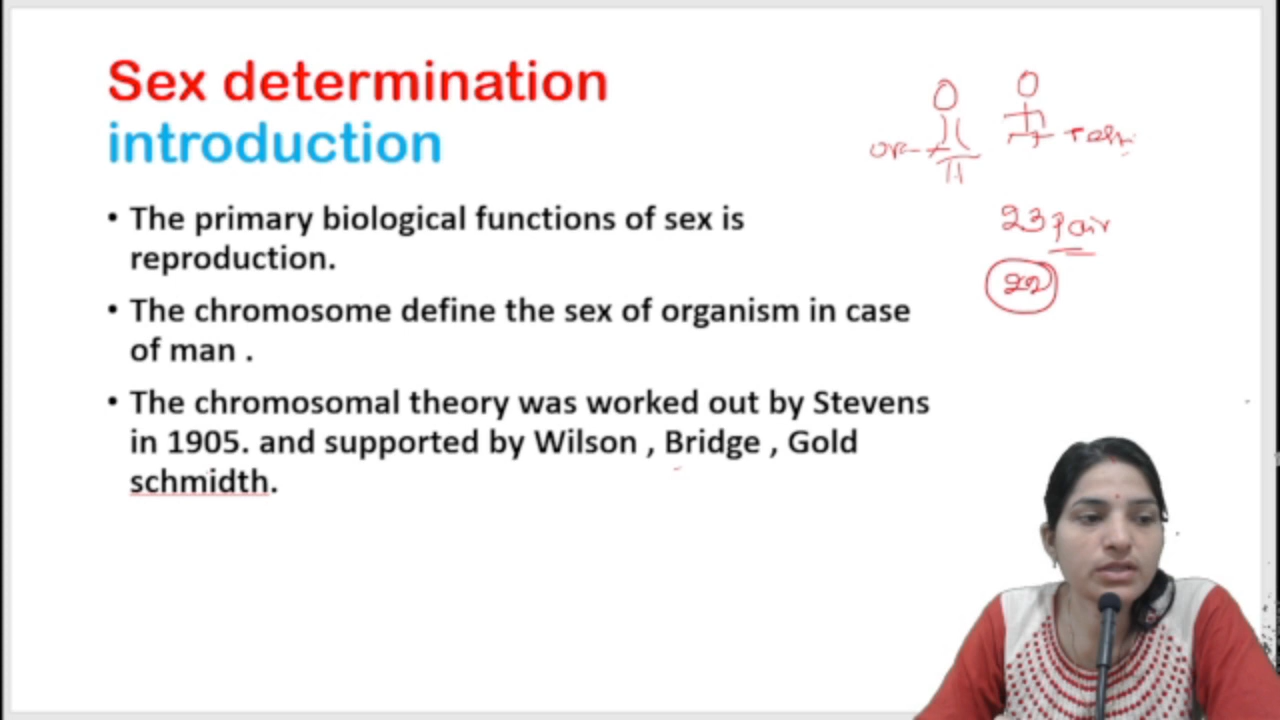 Sex determination
introduction
• The primary biological functions of sex is
reproduction.
• The chromosome define the sex of organism in case
of man .
• The chromosomal theory was worked out by Stevens
in 1905. and supported by Wilson , Bridge , Gold
schmidth.
23 pair
22